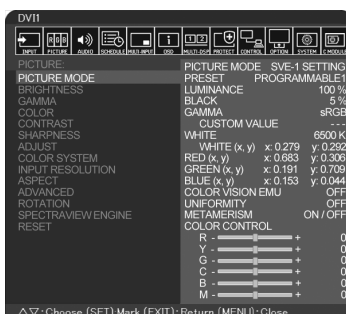 DVI1
INPUT PICTURE AUDIO SCHEDULE MULTI-INPUT OSD MULTI-DSP PROTECT CONTROL OPTION SYSTEM C MODULE
PICTURE:
PICTURE MODE
BRIGHTNESS
GAMMA
COLOR
CONTRAST
SHARPNESS
ADJUST
COLOR SYSTEM
INPUT RESOLUTION
ASPECT
ADVANCED
ROTATION
SPECTRAVIEW ENGINE
RESET
PICTURE MODE SVE-1 SETTING
PRESET PROGRAMMABLE1
LUMINANCE 100 %
BLACK 5 %
GAMMA sRGB
CUSTOM VALUE ---
WHITE 6500 K
WHITE (x, y) x: 0.279 y: 0.292
RED (x, y) x: 0.683 y: 0.306
GREEN (x, y) x: 0.191 y: 0.709
BLUE (x, y) x: 0.153 y: 0.044
COLOR VISION EMU OFF
UNIFORMITY OFF
METAMERISM ON / OFF
COLOR CONTROL
R - + 0
Y - + 0
G - + 0
C - + 0
B - + 0
M - + 0
△▽: Choose (SET):Mark (EXIT): Return (MENU): Close